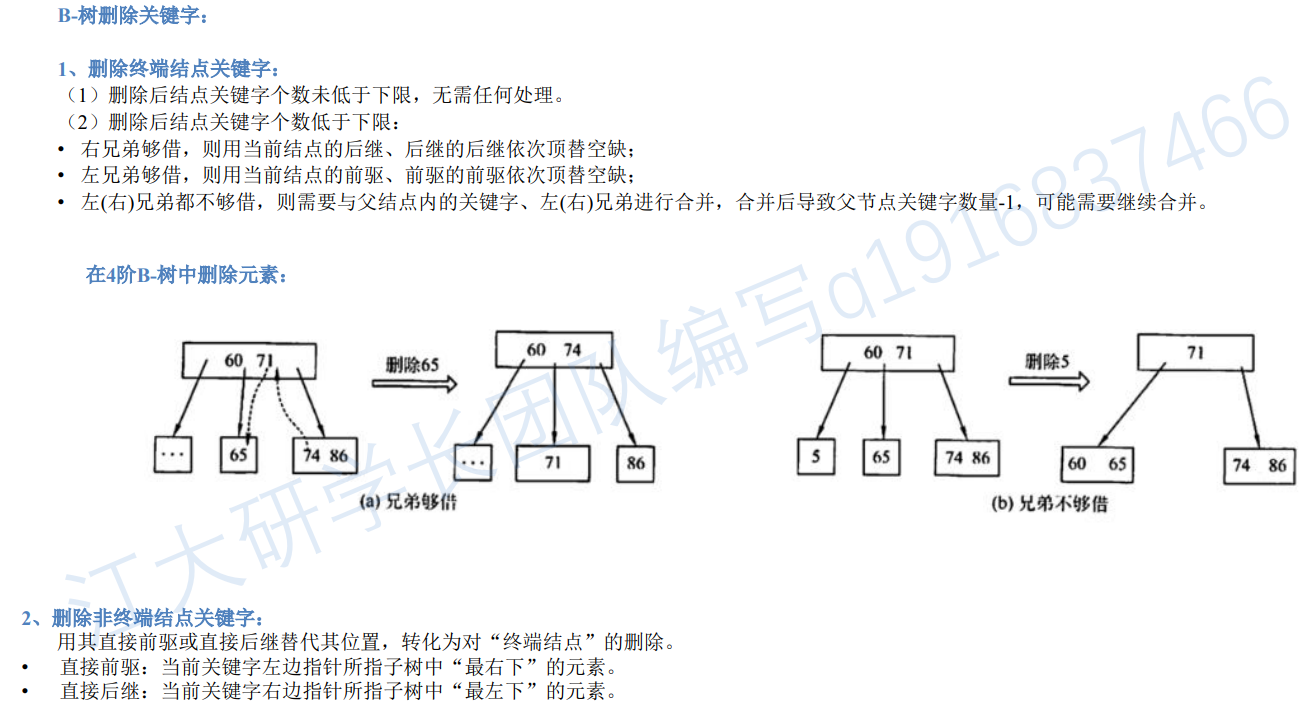 B-树删除关键字：
1、删除终端结点关键字：
（1）删除后结点关键字个数未低于下限，无需任何处理。
（2）删除后结点关键字个数低于下限：
• 右兄弟够借，则用当前结点的后继、后继的后继依次顶替空缺；
• 左兄弟够借，则用当前结点的前驱、前驱的前驱依次顶替空缺；
• 左(右)兄弟都不够借，则需要与父结点内的关键字、左(右)兄弟进行合并，合并后导致父节点关键字数量-1，可能需要继续合并。
在4阶B-树中删除元素：
60 71
删除65
60 74
… 65 74 86
… 71 86
(a) 兄弟够借
60 71
删除5
71
5 65 74 86
60 65 74 86
(b) 兄弟不够借
2、删除非终端结点关键字：
用其直接前驱或直接后继替代其位置，转化为对“终端结点”的删除。
• 直接前驱：当前关键字左边指针所指子树中“最右下”的元素。
• 直接后继：当前关键字右边指针所指子树中“最左下”的元素。
江大研学长团队编写q1916837466